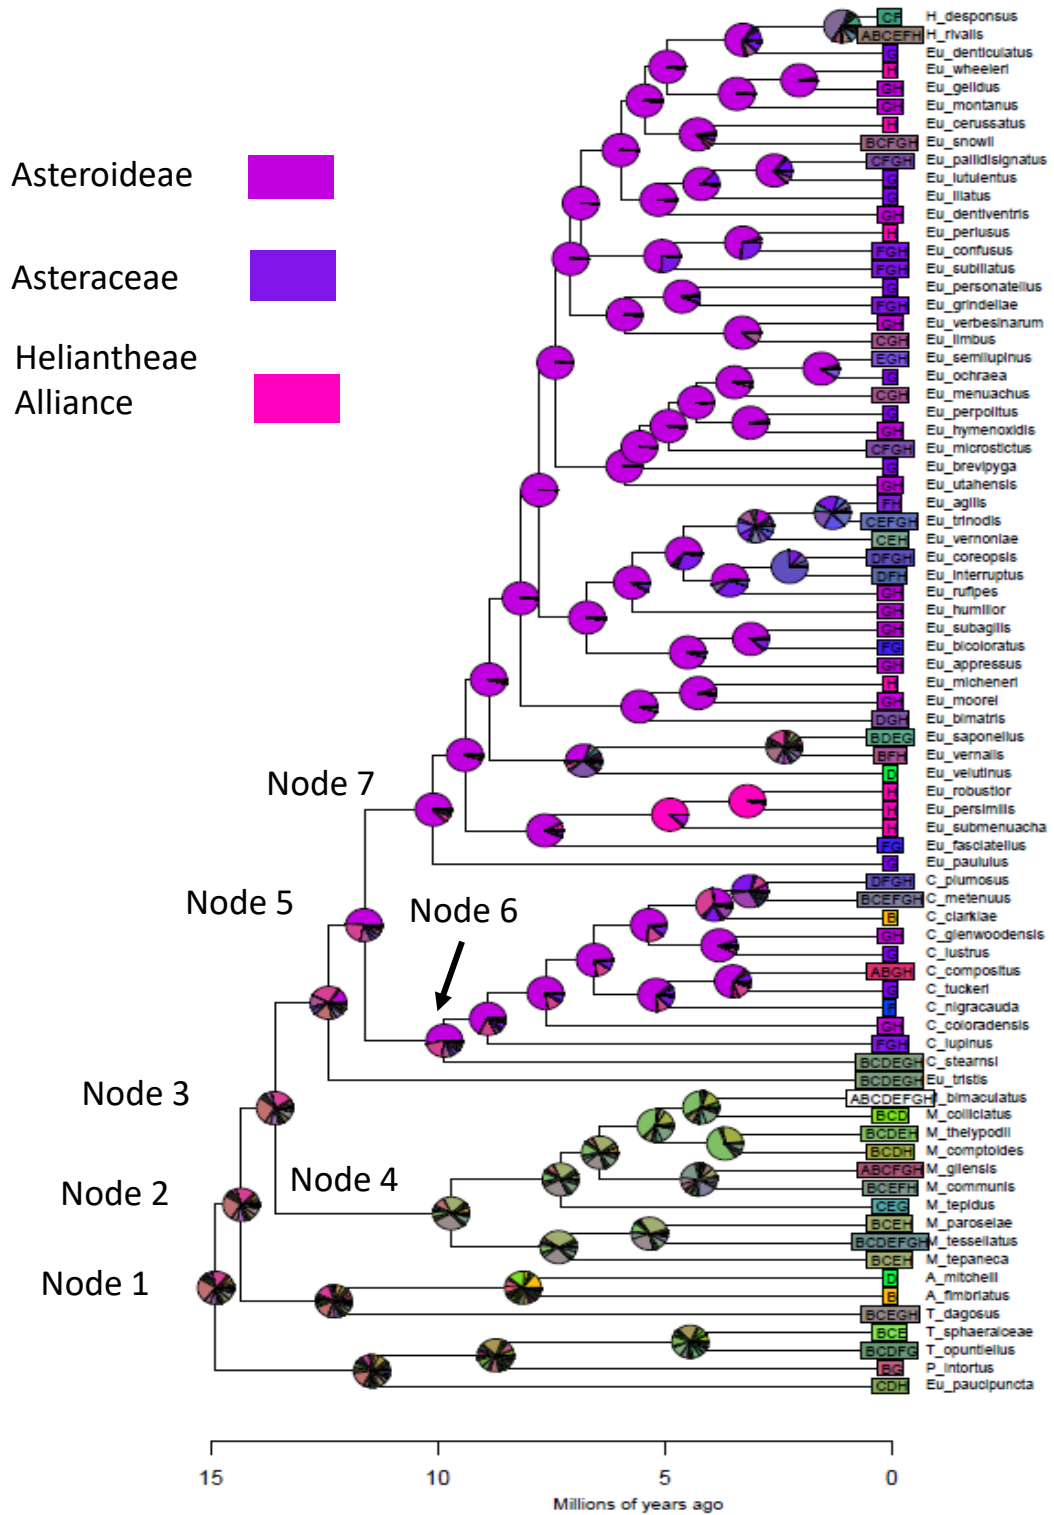 CF H_desponsus
ABCEFH H_rivalis
G Eu_denticulatus
H Eu_wheeleri
GH Eu_gelidus
GH Eu_montanus
H Eu_cerussatus
BCFGH Eu_snowii
CFGH Eu_pallidisignatus
G Eu_lutulentus
G Eu_illatus
GH Eu_dentiventris
H Eu_perlusus
FGH Eu_confusus
FGH Eu_subillatus
G Eu_personatellus
FGH Eu_grindeliae
GH Eu_verbesinarum
CGH Eu_limbus
EGH Eu_semilupinus
G Eu_ochraea
CGH Eu_menuachus
G Eu_perpolitus
GH Eu_hymenoxidis
CFGH Eu_microstictus
G Eu_brevipyga
GH Eu_utahensis
FH Eu_agilis
CEFGH Eu_trinodis
CEH Eu_vernoniae
DFGH Eu_coreopsis
DFH Eu_interruptus
GH Eu_rufipes
GH Eu_humilior
GH Eu_subagilis
FG Eu_bicoloratus
GH Eu_appressus
H Eu_micheneri
GH Eu_moorei
DGH Eu_bimatris
BDEG Eu_saponellus
BFH Eu_vernalis
D Eu_velutinus
H Eu_robustior
H Eu_persimilis
H Eu_submenuacha
FG Eu_fasciatellus
G Eu_paululus
DFGH C_plumosus
BCEFGH C_metenuus
B C_clarkiae
GH C_glenwoodensis
G C_lustrus
ABGH C_compositus
G C_tuckeri
F C_nigracauda
GH C_coloradensis
FGH C_lupinus
BCDEGH C_stearnsi
BCDEGH Eu_tristis
ABCDEFGH _bimaculatus
BCD M_colliciatus
BCDEH M_thelypodii
BCDH M_comptoides
ABCFGH M_gilensis
BCEFH M_communis
CEG M_tepidus
BCEH M_paroselae
BCDEFGH M_tessellatus
BCEH M_tepaneca
D A_mitchelli
B A_fimbriatus
BCEGH T_dagosus
BCE T_sphaeralceae
BCDFG T_opuntiellus
BG P_intortus
CDH Eu_paucipuncta
Asteroideae
Asteraceae
Heliantheae
Alliance
Node 7
Node 5
Node 6
Node 3
Node 4
Node 2
Node 1
15 10 5 0
Millions of years ago